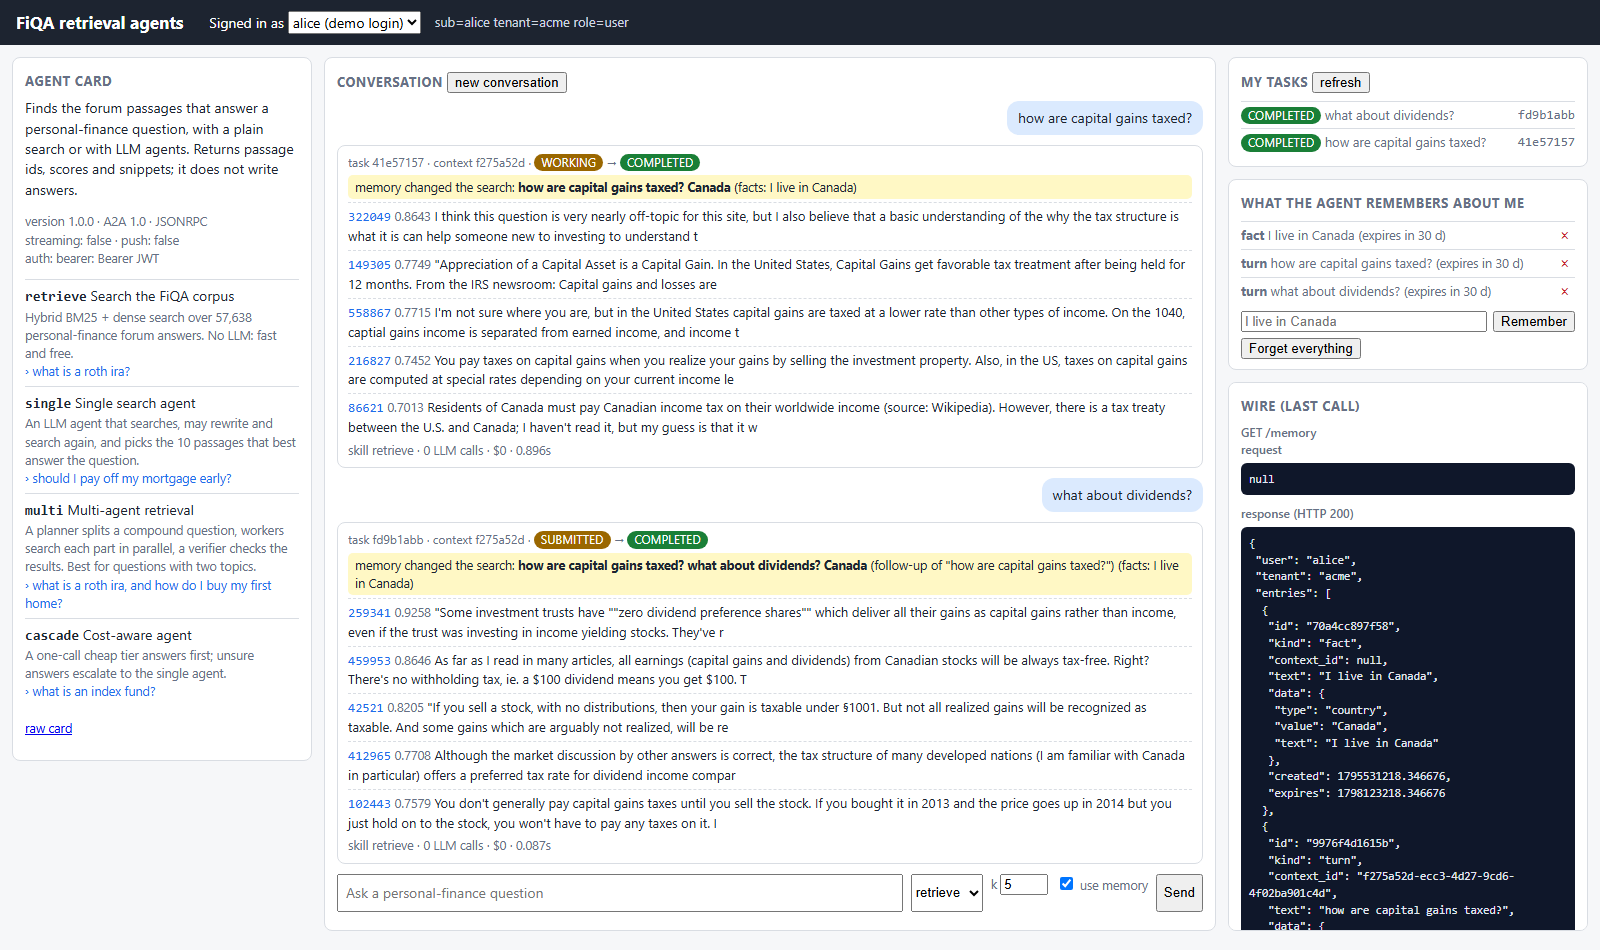 FiQA retrieval agents
Signed in as alice (demo login) sub=alice tenant=acme role=user
AGENT CARD
Finds the forum passages that answer a
personal-finance question, with a plain
search or with LLM agents. Returns passage
ids, scores and snippets; it does not write
answers.
version 1.0.0 · A2A 1.0 · JSONRPC
streaming: false · push: false
auth: bearer: Bearer JWT
retrieve Search the FiQA corpus
Hybrid BM25 + dense search over 57,638
personal-finance forum answers. No LLM: fast
and free.
› what is a roth ira?
single Single search agent
An LLM agent that searches, may rewrite and
search again, and picks the 10 passages that best
answer the question.
› should I pay off my mortgage early?
multi Multi-agent retrieval
A planner splits a compound question, workers
search each part in parallel, a verifier checks the
results. Best for questions with two topics.
› what is a roth ira, and how do I buy my first
home?
cascade Cost-aware agent
A one-call cheap tier answers first; unsure
answers escalate to the single agent.
› what is an index fund?
raw card
CONVERSATION new conversation
how are capital gains taxed?
task 41e57157 · context f275a52d · WORKING → COMPLETED
memory changed the search: how are capital gains taxed? Canada (facts: I live in Canada)
322049 0.8643 I think this question is very nearly off-topic for this site, but I also believe that a basic understanding of the why the tax structure is
what it is can help someone new to investing to understand t
149305 0.7749 "Appreciation of a Capital Asset is a Capital Gain. In the United States, Capital Gains get favorable tax treatment after being held for
12 months. From the IRS newsroom: Capital gains and losses are
558867 0.7715 I'm not sure where you are, but in the United States capital gains are taxed at a lower rate than other types of income. On the 1040,
captial gains income is separated from earned income, and income t
216827 0.7452 You pay taxes on capital gains when you realize your gains by selling the investment property. Also, in the US, taxes on capital gains
are computed at special rates depending on your current income le
86621 0.7013 Residents of Canada must pay Canadian income tax on their worldwide income (source: Wikipedia). However, there is a tax treaty
between the U.S. and Canada; I haven't read it, but my guess is that it w
skill retrieve · 0 LLM calls · $0 · 0.896s
what about dividends?
task fd9b1abb · context f275a52d · SUBMITTED → COMPLETED
memory changed the search: how are capital gains taxed? what about dividends? Canada (follow-up of "how are capital gains taxed?") (facts: I live
in Canada)
259341 0.9258 "Some investment trusts have ""zero dividend preference shares"" which deliver all their gains as capital gains rather than income,
even if the trust was investing in income yielding stocks. They've r
459953 0.8646 As far as I read in many articles, all earnings (capital gains and dividends) from Canadian stocks will be always tax-free. Right?
There's no withholding tax, ie. a $100 dividend means you get $100. T
42521 0.8205 "If you sell a stock, with no distributions, then your gain is taxable under §1001. But not all realized gains will be recognized as
taxable. And some gains which are arguably not realized, will be re
412965 0.7708 Although the market discussion by other answers is correct, the tax structure of many developed nations (I am familiar with Canada
in particular) offers a preferred tax rate for dividend income compar
102443 0.7579 You don't generally pay capital gains taxes until you sell the stock. If you bought it in 2013 and the price goes up in 2014 but you
just hold on to the stock, you won't have to pay any taxes on it. I
skill retrieve · 0 LLM calls · $0 · 0.087s
Ask a personal-finance question retrieve k 5 use memory Send
MY TASKS refresh
COMPLETED what about dividends? fd9b1abb
COMPLETED how are capital gains taxed? 41e57157
WHAT THE AGENT REMEMBERS ABOUT ME
fact I live in Canada (expires in 30 d) ×
turn how are capital gains taxed? (expires in 30 d) ×
turn what about dividends? (expires in 30 d) ×
I live in Canada Remember
Forget everything
WIRE (LAST CALL)
GET /memory
request
null
response (HTTP 200)
{
"user": "alice",
"tenant": "acme",
"entries": [
{
"id": "70a4cc897f58",
"kind": "fact",
"context_id": null,
"text": "I live in Canada",
"data": {
"type": "country",
"value": "Canada",
"text": "I live in Canada"
},
"created": 1795531218.346676,
"expires": 1798123218.346676
},
{
"id": "9976f4d1615b",
"kind": "turn",
"context_id": "f275a52d-ecc3-4d27-9cd6-
4f02ba901c4d",
"text": "how are capital gains taxed?",
"data": {